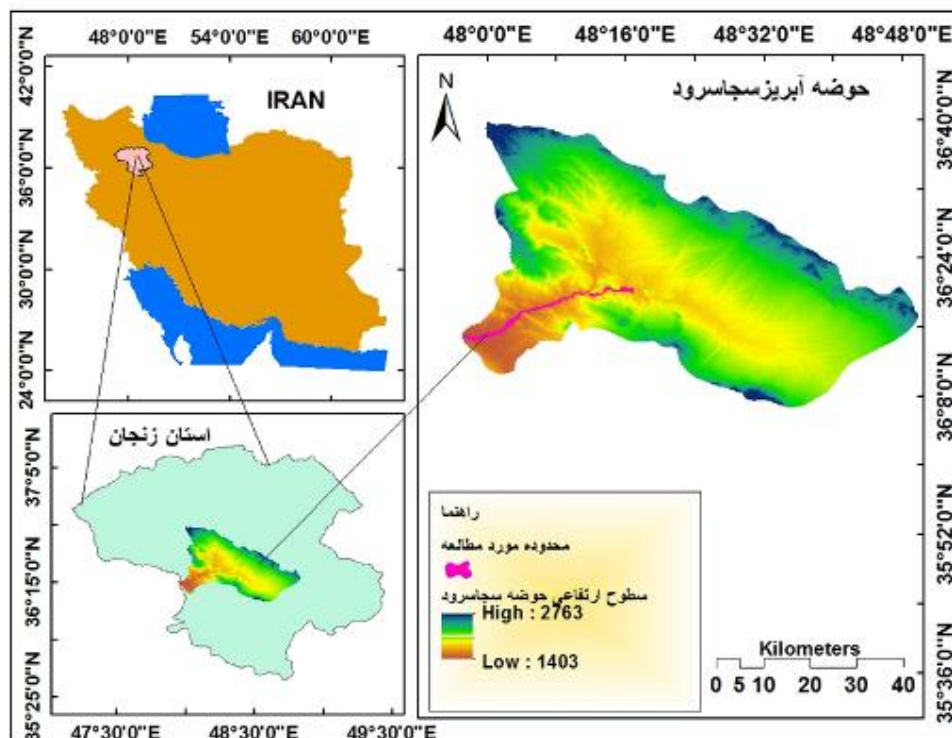 48°0'0"E 54°0'0"E 60°0'0"E
42°0'0"N
36°0'0"N
30°0'0"N
24°0'0"N
IRAN
استان زنجان
37°5'0"N
36°15'0"N
35°25'0"N
47°30'0"E 48°30'0"E 49°30'0"E
48°0'0"E 48°16'0"E 48°32'0"E 48°48'0"E
N
حوضه آبریزسجاسرود
36°40'0"N
36°24'0"N
36°8'0"N
35°52'0"N
35°36'0"N
راهنما
محدوده مورد مطالعه
سطوح ارتفاعی حوضه سجاسرود
High : 2763
Low : 1403
Kilometers
0 5 10 20 30 40